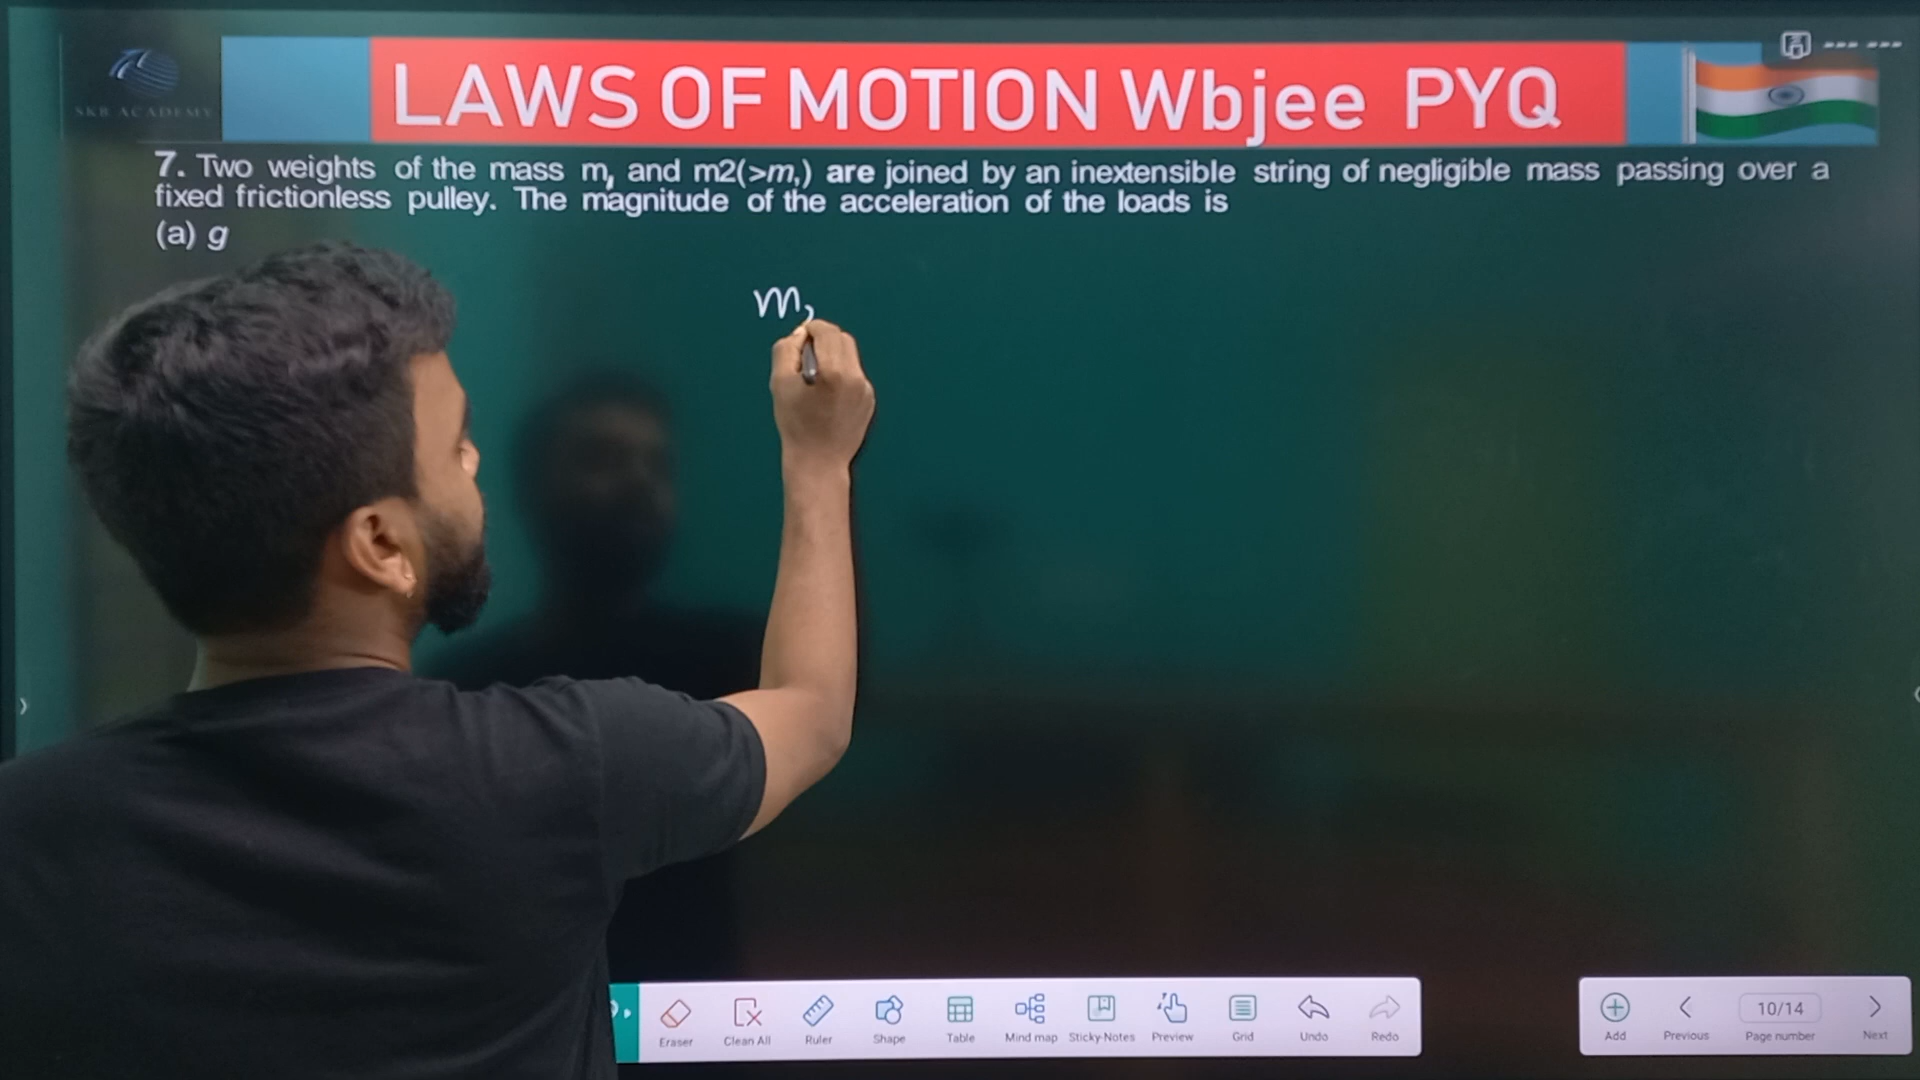 SKB ACADEMY
LAWS OF MOTION Wbjee PYQ
7. Two weights of the mass m, and m2(>m,) are joined by an inextensible string of negligible mass passing over a
fixed frictionless pulley. The magnitude of the acceleration of the loads is
(a) g
m
Eraser
Clean All
Ruler
Shape
Table
Mind map
Sticky-Notes
Preview
Grid
Undo
Redo
Add
Previous
10/14
Page number
Next